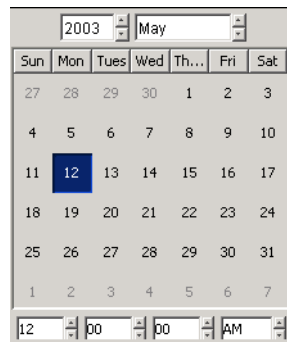 2003 May
Sun Mon Tues Wed Th... Fri Sat
27 28 29 30 1 2 3
4 5 6 7 8 9 10
11 12 13 14 15 16 17
18 19 20 21 22 23 24
25 26 27 28 29 30 31
1 2 3 4 5 6 7
12 00 00 AM